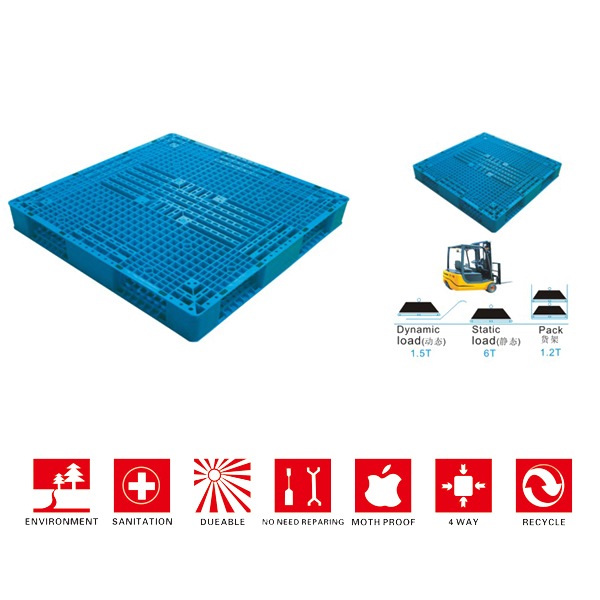 Dynamic
load(动态)
1.5T
Static
load(静态)
6T
Pack
货架
1.2T
ENVIRONMENT
SANITATION
DUEABLE
NO NEED REPARING
MOTH PROOF
4 WAY
RECYCLE